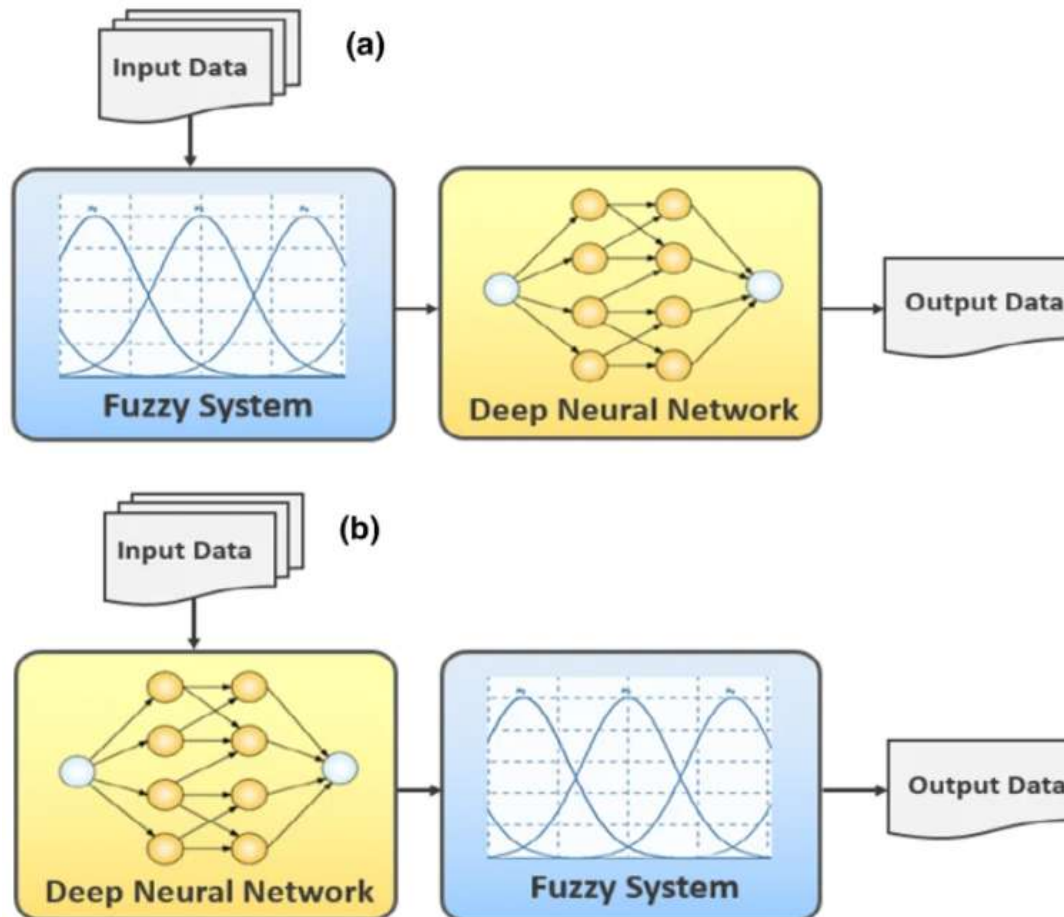 (a)
Input Data
Fuzzy System
Deep Neural Network
Output Data
(b)
Input Data
Deep Neural Network
Fuzzy System
Output Data